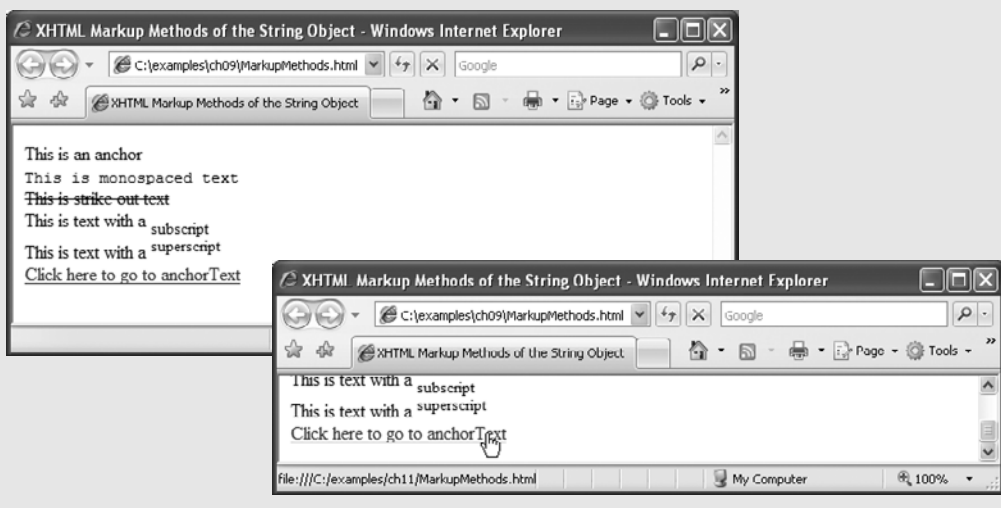 XHTML Markup Methods of the String Object - Windows Internet Explorer
C:\examples\ch09\MarkupMethods.html
Google
XHTML Markup Methods of the String Object
Page
Tools
»
This is an anchor
This is monospaced text
This is strike out text
This is text with a subscript
This is text with a superscript
Click here to go to anchorText
XHTML Markup Methods of the String Object - Windows Internet Explorer
C:\examples\ch09\MarkupMethods.html
Google
XHTML Markup Methods of the String Object
Page
Tools
»
This is text with a subscript
This is text with a superscript
Click here to go to anchorText
file:///C:/examples/ch11/MarkupMethods.html
My Computer
100%